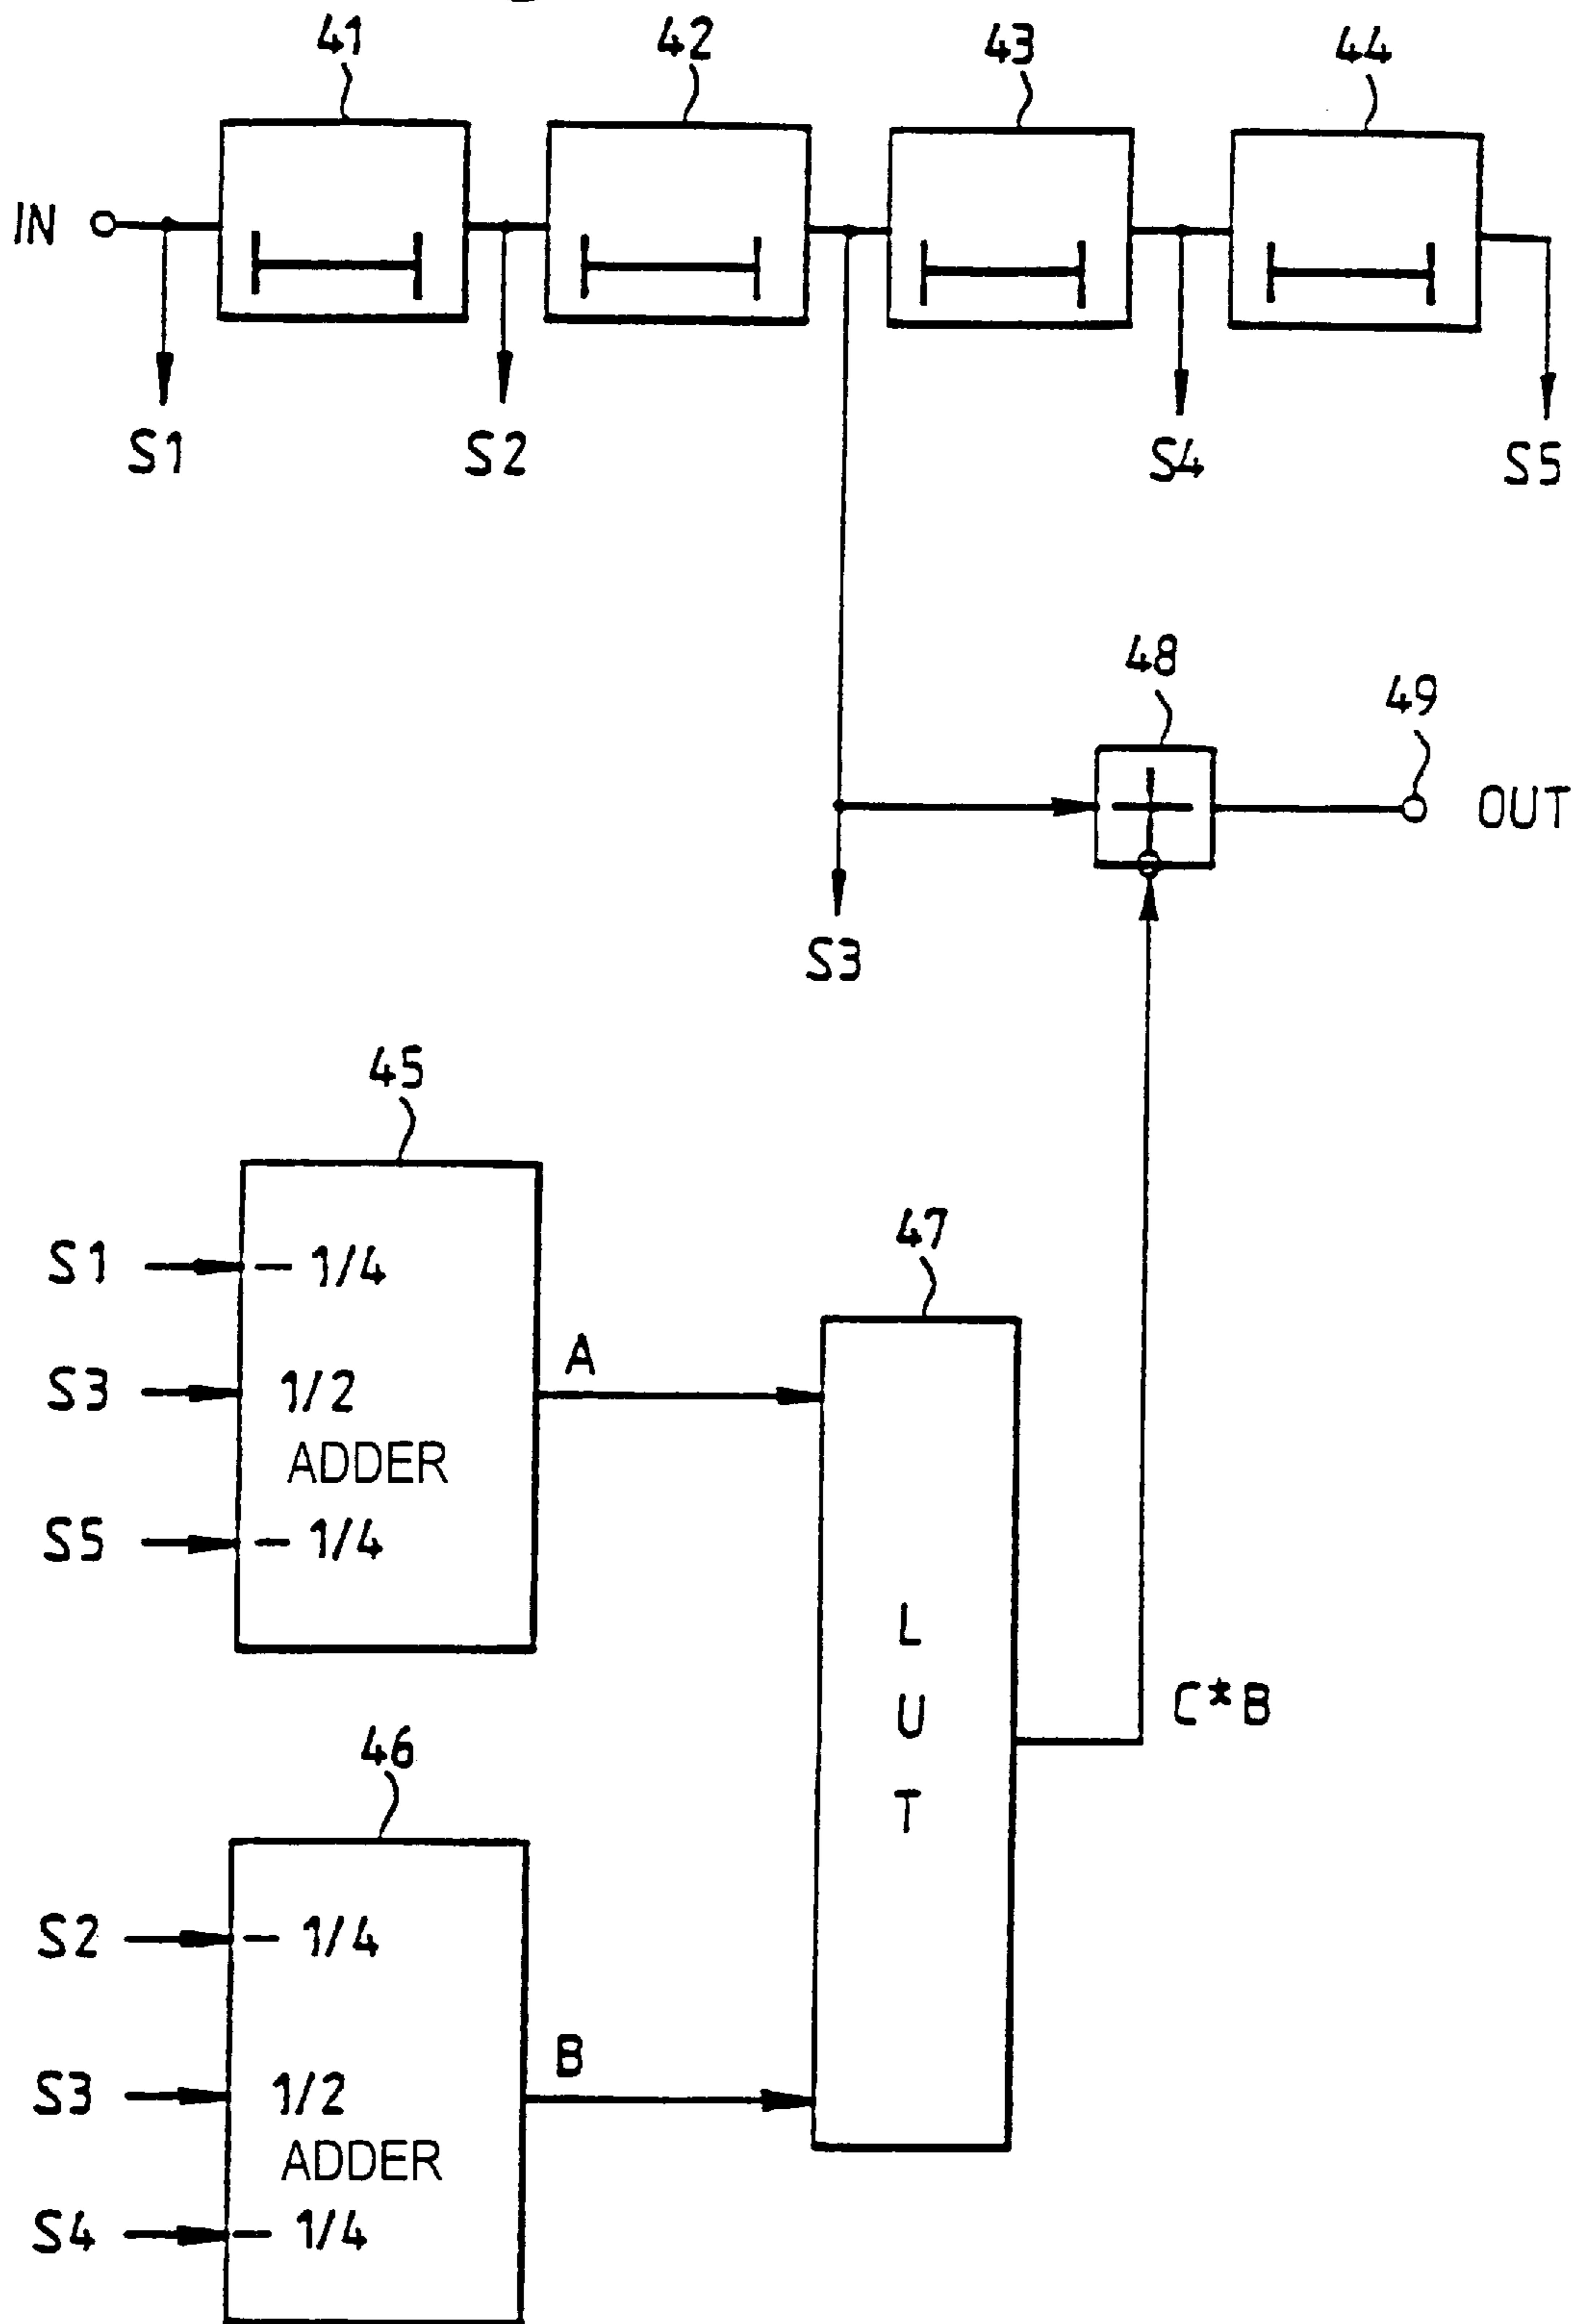 41 42 43 44
IN
S1 S2 S4 S5
48
49
OUT
S3
45
S1 - 1/4
47
A
S3 1/2
ADDER
S5 - 1/4
L
U
T
C*B
46
S2 - 1/4
B
S3 1/2
ADDER
S4 - 1/4